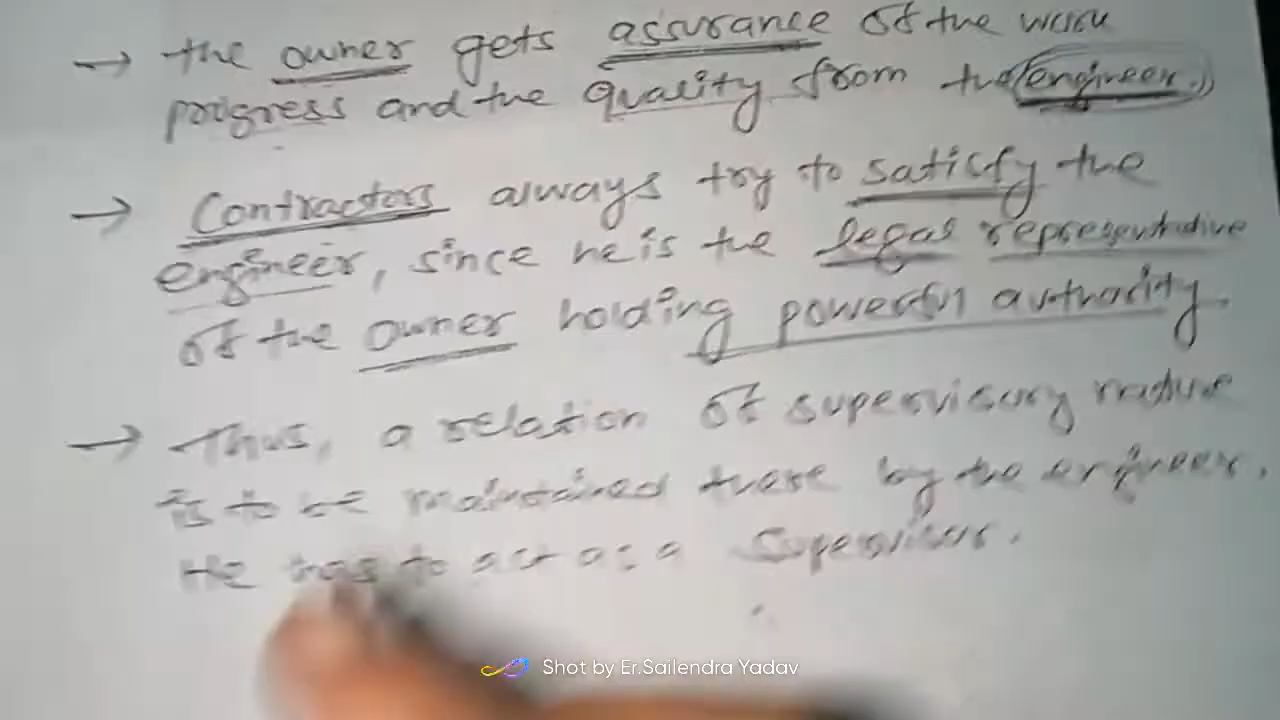 → the owner gets assurance of the work
progress and the quality from the engineer.
→ Contractors always try to satisfy the
engineer, since he is the legal representative
of the owner holding powerful authority.
→ Thus, a relation of supervisory nature
is to be maintained there by the engineer.
He has to act as a Supervisor.
Shot by Er.Sailendra Yadav